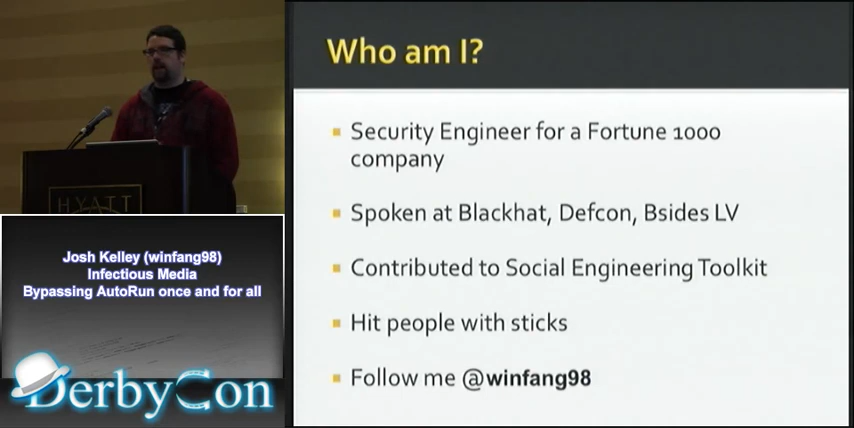 Who am I?
Security Engineer for a Fortune 1000
company
Spoken at Blackhat, Defcon, Bsides LV
Contributed to Social Engineering Toolkit
Hit people with sticks
Follow me @winfang98
HYATT
Josh Kelley (winfang98)
Infectious Media
Bypassing AutoRun once and for all
DerbyCon